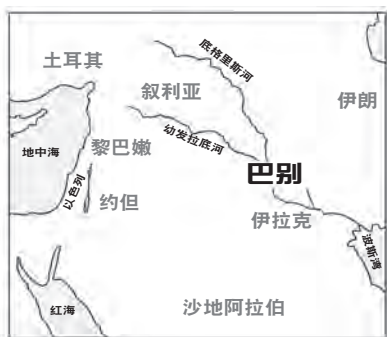 土耳其
底格里斯河
叙利亚
伊朗
幼发拉底河
地中海
黎巴嫩
巴别
以色列
约但
伊拉克
波斯湾
红海
沙地阿拉伯